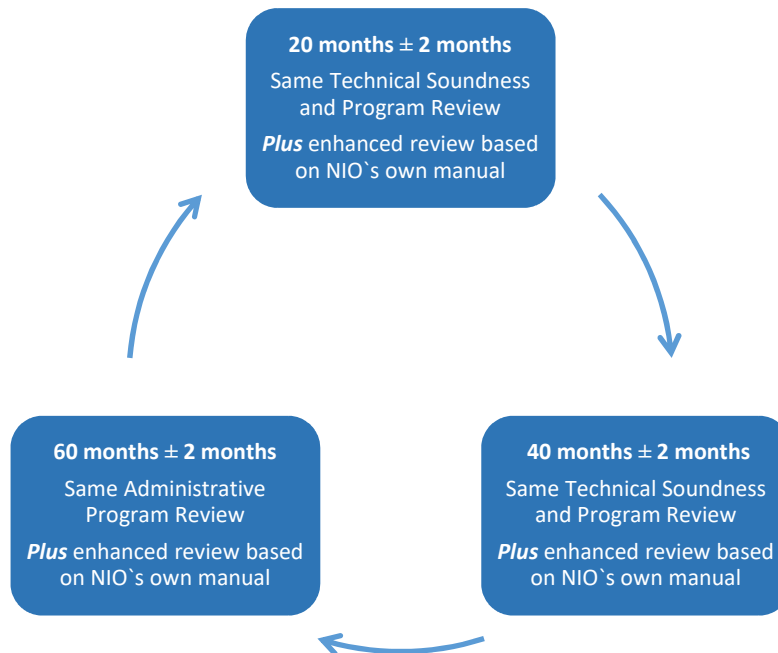 20 months ± 2 months
Same Technical Soundness
and Program Review
Plus enhanced review based
on NIO`s own manual
60 months ± 2 months
Same Administrative
Program Review
Plus enhanced review based
on NIO`s own manual
40 months ± 2 months
Same Technical Soundness
and Program Review
Plus enhanced review based
on NIO`s own manual